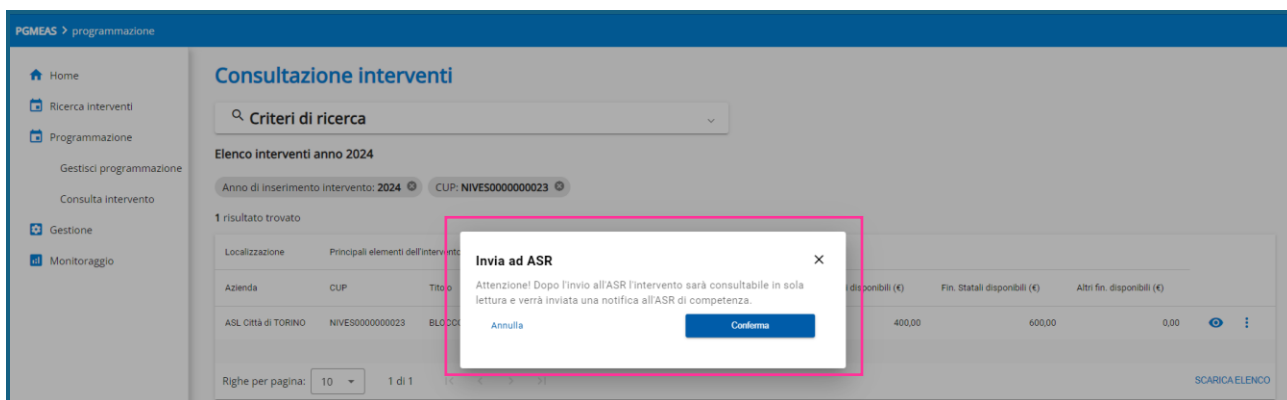 PGMEAS > programmazione
Home
Ricerca interventi
Programmazione
Gestisci programmazione
Consulta intervento
Gestione
Monitoraggio
Consultazione interventi
Criteri di ricerca
Elenco interventi anno 2024
Anno di inserimento intervento: 2024 CUP: NIVES0000000023
1 risultato trovato
Localizzazione Principali elementi dell'intervento
Azienda CUP Titolo disponibili (€) Fin. Statali disponibili (€) Altri fin. disponibili (€)
ASL Città di TORINO NIVES0000000023 400,00 600,00 0,00
Invia ad ASR
Attenzione! Dopo l'invio all'ASR l'intervento sarà consultabile in sola
lettura e verrà inviata una notifica all'ASR di competenza.
Annulla Conferma
Righe per pagina: 10 1 di 1
SCARICA ELENCO